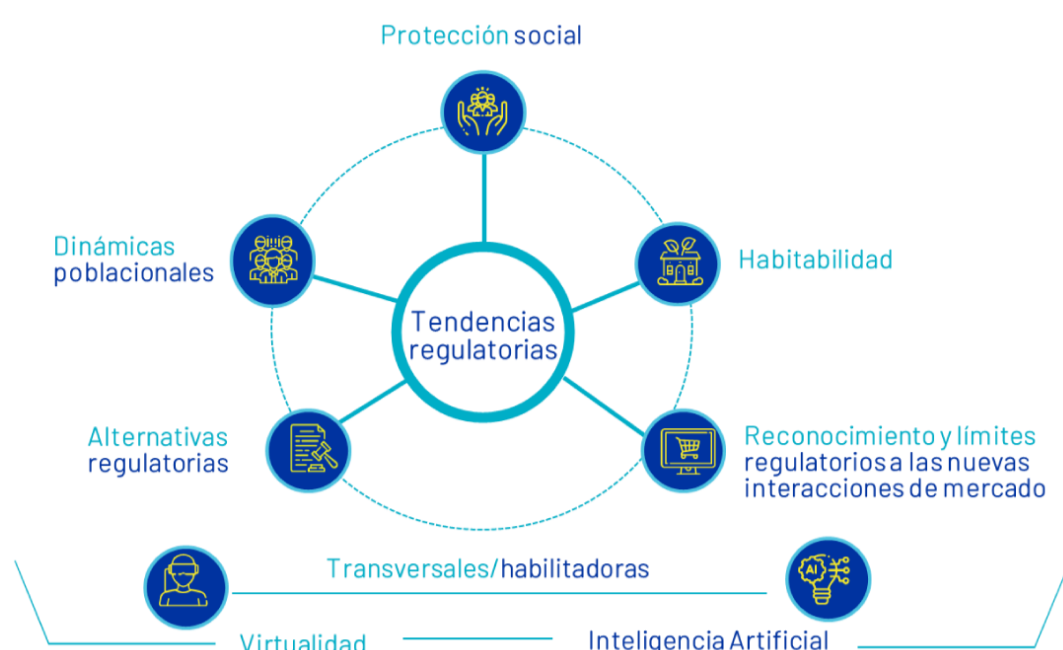 Protección social
Dinámicas
poblacionales
Habitabilidad
Tendencias
regulatorias
Alternativas
regulatorias
Reconocimiento y límites
regulatorios a las nuevas
interacciones de mercado
AI
Transversales/habilitadoras
Virtualidad
Inteligencia Artificial